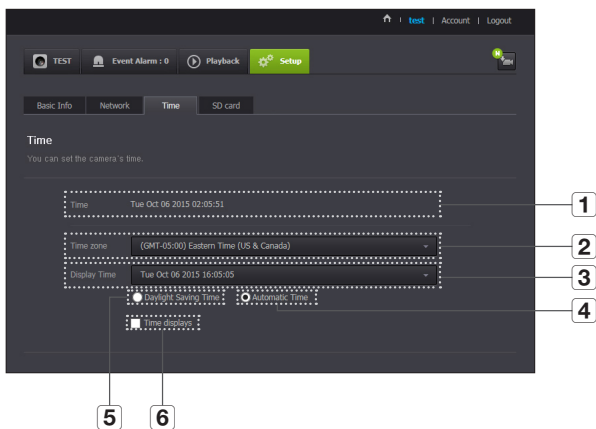 test | Account | Logout
TEST Event Alarm : 0 Playback Setup
N
Basic Info Network Time SD card
Time
You can set the camera's time.
Time Tue Oct 06 2015 02:05:51
1
Time zone (GMT-05:00) Eastern Time (US & Canada)
2
Display Time Tue Oct 06 2015 16:05:05
3
Daylight Saving Time Automatic Time
4
Time displays
5 6